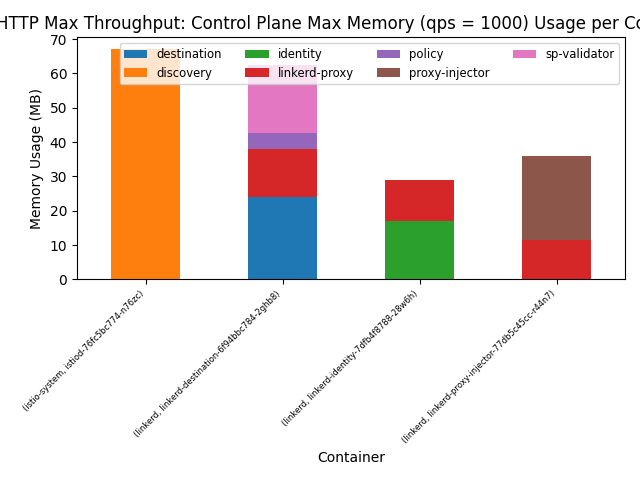 HTTP Max Throughput: Control Plane Max Memory (qps = 1000) Usage per Co
70
60
50
40
30
20
10
0
Memory Usage (MB)
destination identity policy sp-validator
discovery linkerd-proxy proxy-injector
(istio-system, istiod-76fc5bc774-n76zc)
(linkerd, linkerd-destination-6f94bbc784-2ghb8)
(linkerd, linkerd-identity-7dfb4f8788-28w6h)
(linkerd, linkerd-proxy-injector-77db5c45cc-r44n7)
Container